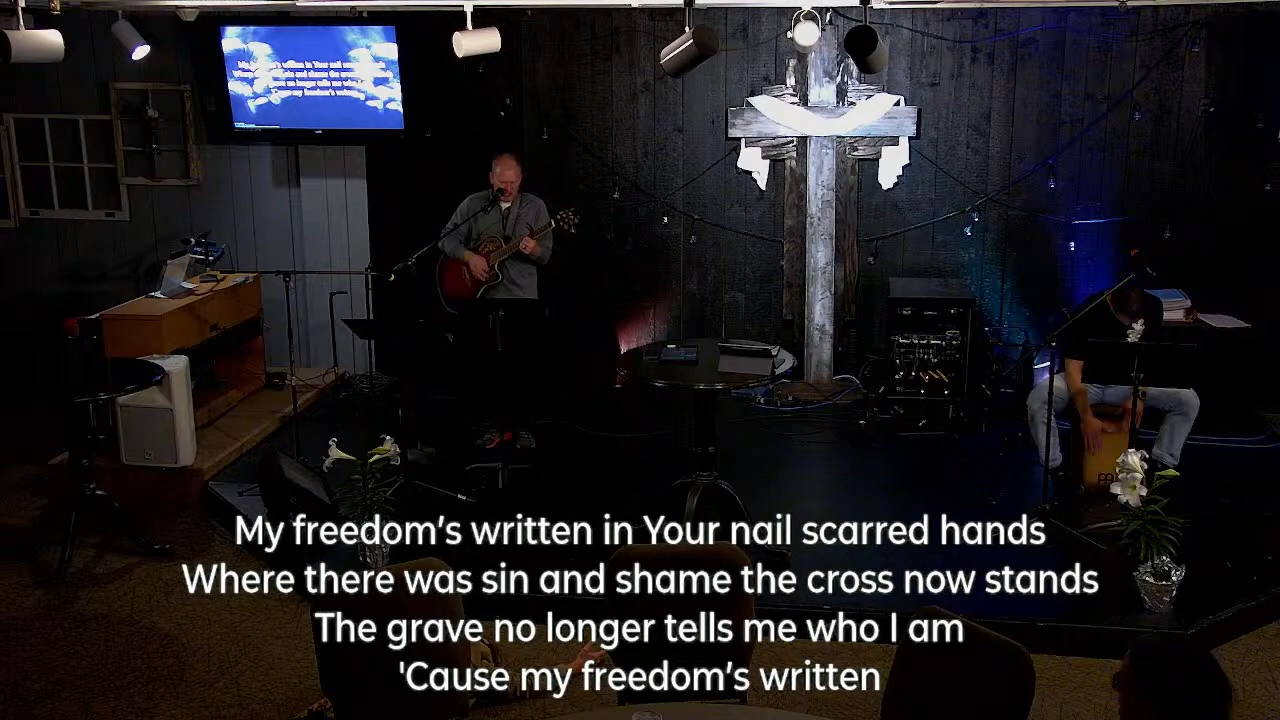 My freedom's written in Your nail scarred hands
Where there was sin and shame the cross now stands
The grave no longer tells me who I am
'Cause my freedom's written